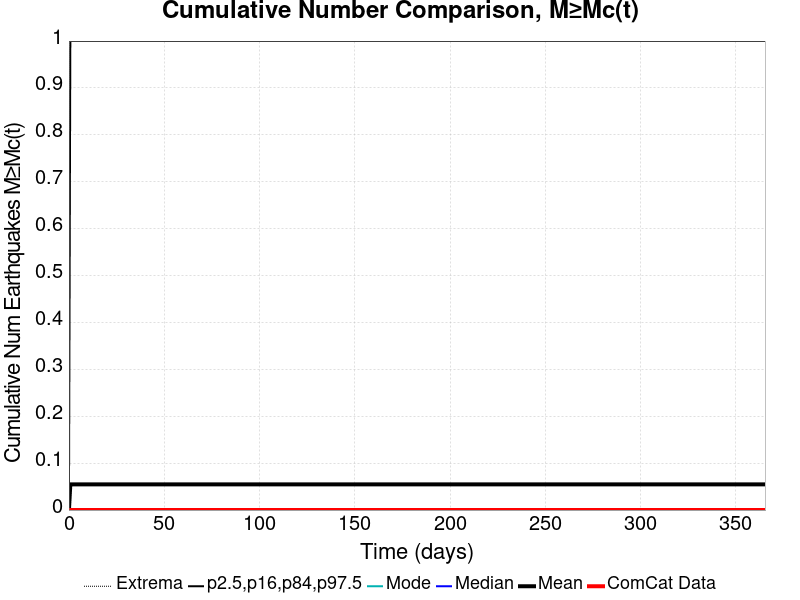 Cumulative Number Comparison, M≥Mc(t)
Cumulative Num Earthquakes M≥Mc(t)
1
0.9
0.8
0.7
0.6
0.5
0.4
0.3
0.2
0.1
0
0 50 100 150 200 250 300 350
Time (days)
Extrema p2.5,p16,p84,p97.5 Mode Median Mean ComCat Data